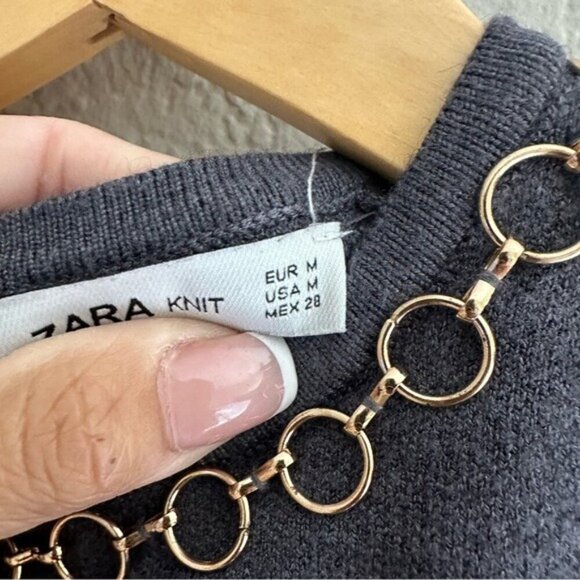 ZARA KNIT
EUR M
USA M
MEX 28